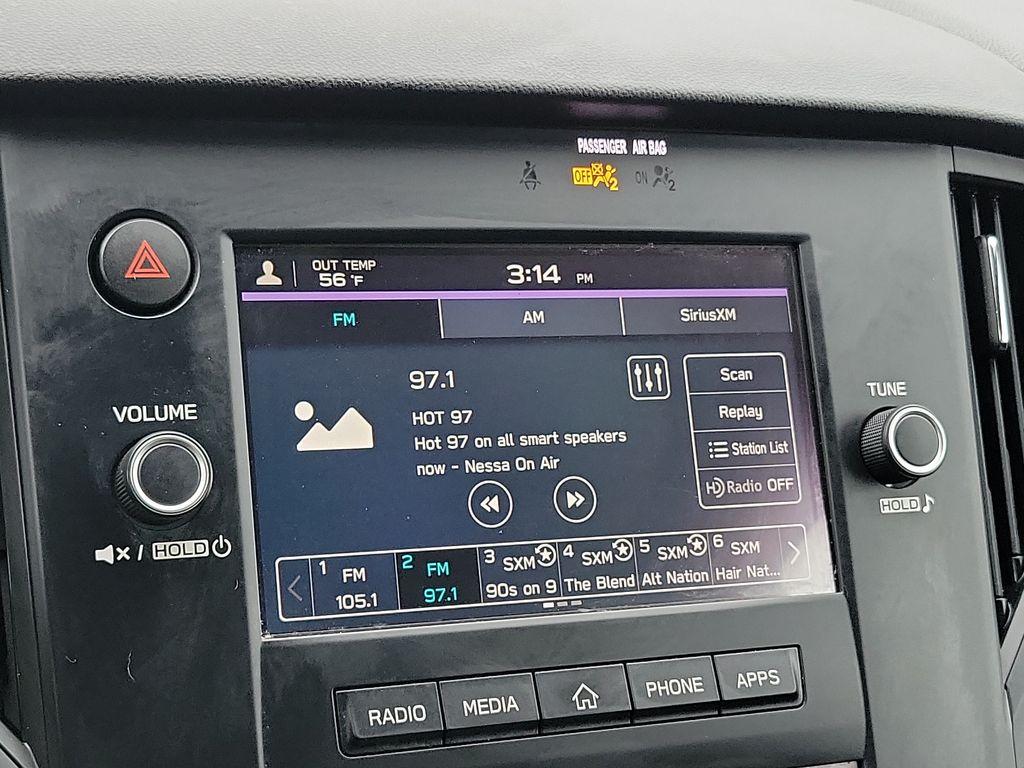 PASSENGER AIR BAG
OFF 2 ON 2
OUT TEMP
56 °F
3:14 PM
FM AM SiriusXM
97.1
HOT 97
Hot 97 on all smart speakers
now - Nessa On Air
Scan
Replay
Station List
HD Radio OFF
VOLUME
HOLD
TUNE
HOLD
1 FM 105.1
2 FM 97.1
3 SXM 90s on 9
4 SXM The Blend
5 SXM Alt Nation
6 SXM Hair Nat...
RADIO MEDIA PHONE APPS